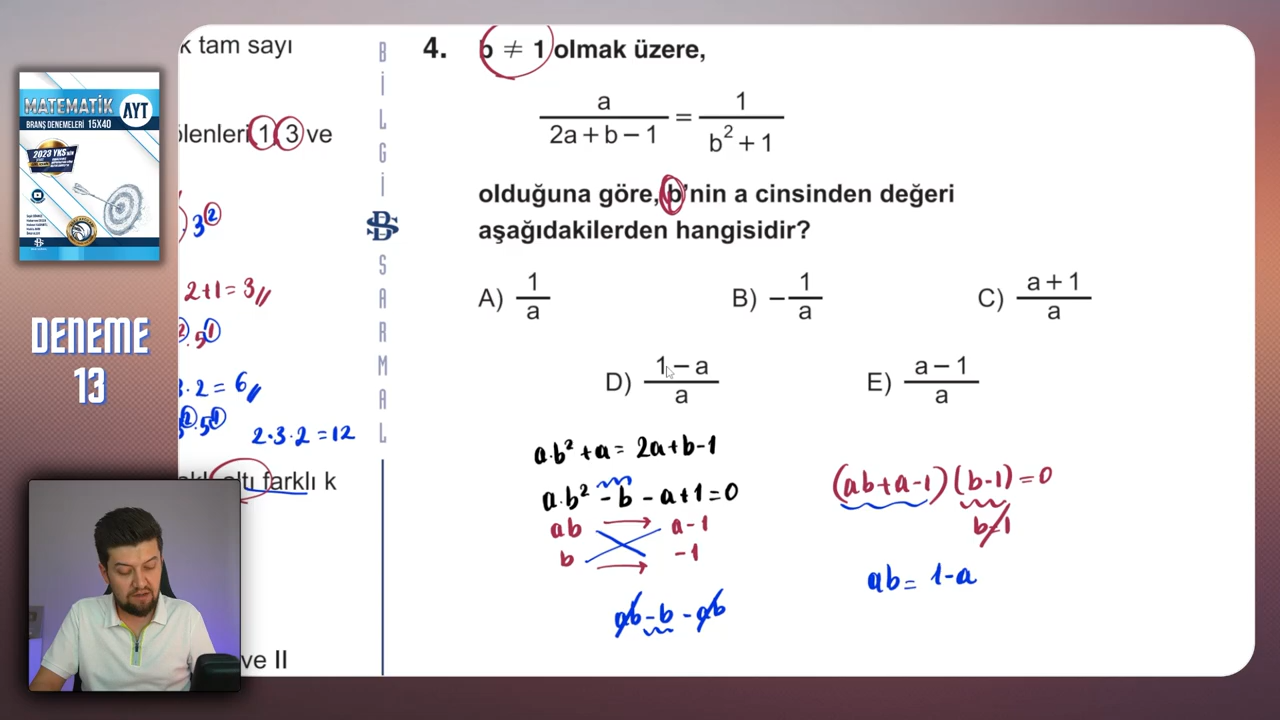 MATEMATİK AYT
BRANŞ DENEMELERİ 15X40
DENEME
13
k tam sayı
ölenleri 1, 3 ve
3²
2+1=3//
5¹
3·2=6//
5¹
2·3·2=12
altı farklı k
ve II
BİLGİ
SARMAL
4. b ≠ 1 olmak üzere,
a / (2a + b − 1) = 1 / (b² + 1)
olduğuna göre, b'nin a cinsinden değeri
aşağıdakilerden hangisidir?
A) 1/a B) −1/a C) (a + 1)/a
D) (1 − a)/a E) (a − 1)/a
a·b² + a = 2a + b − 1
a·b² − b − a + 1 = 0
ab a−1
b −1
ab − b − ab
(ab + a − 1)(b − 1) = 0
b=1
ab = 1 − a